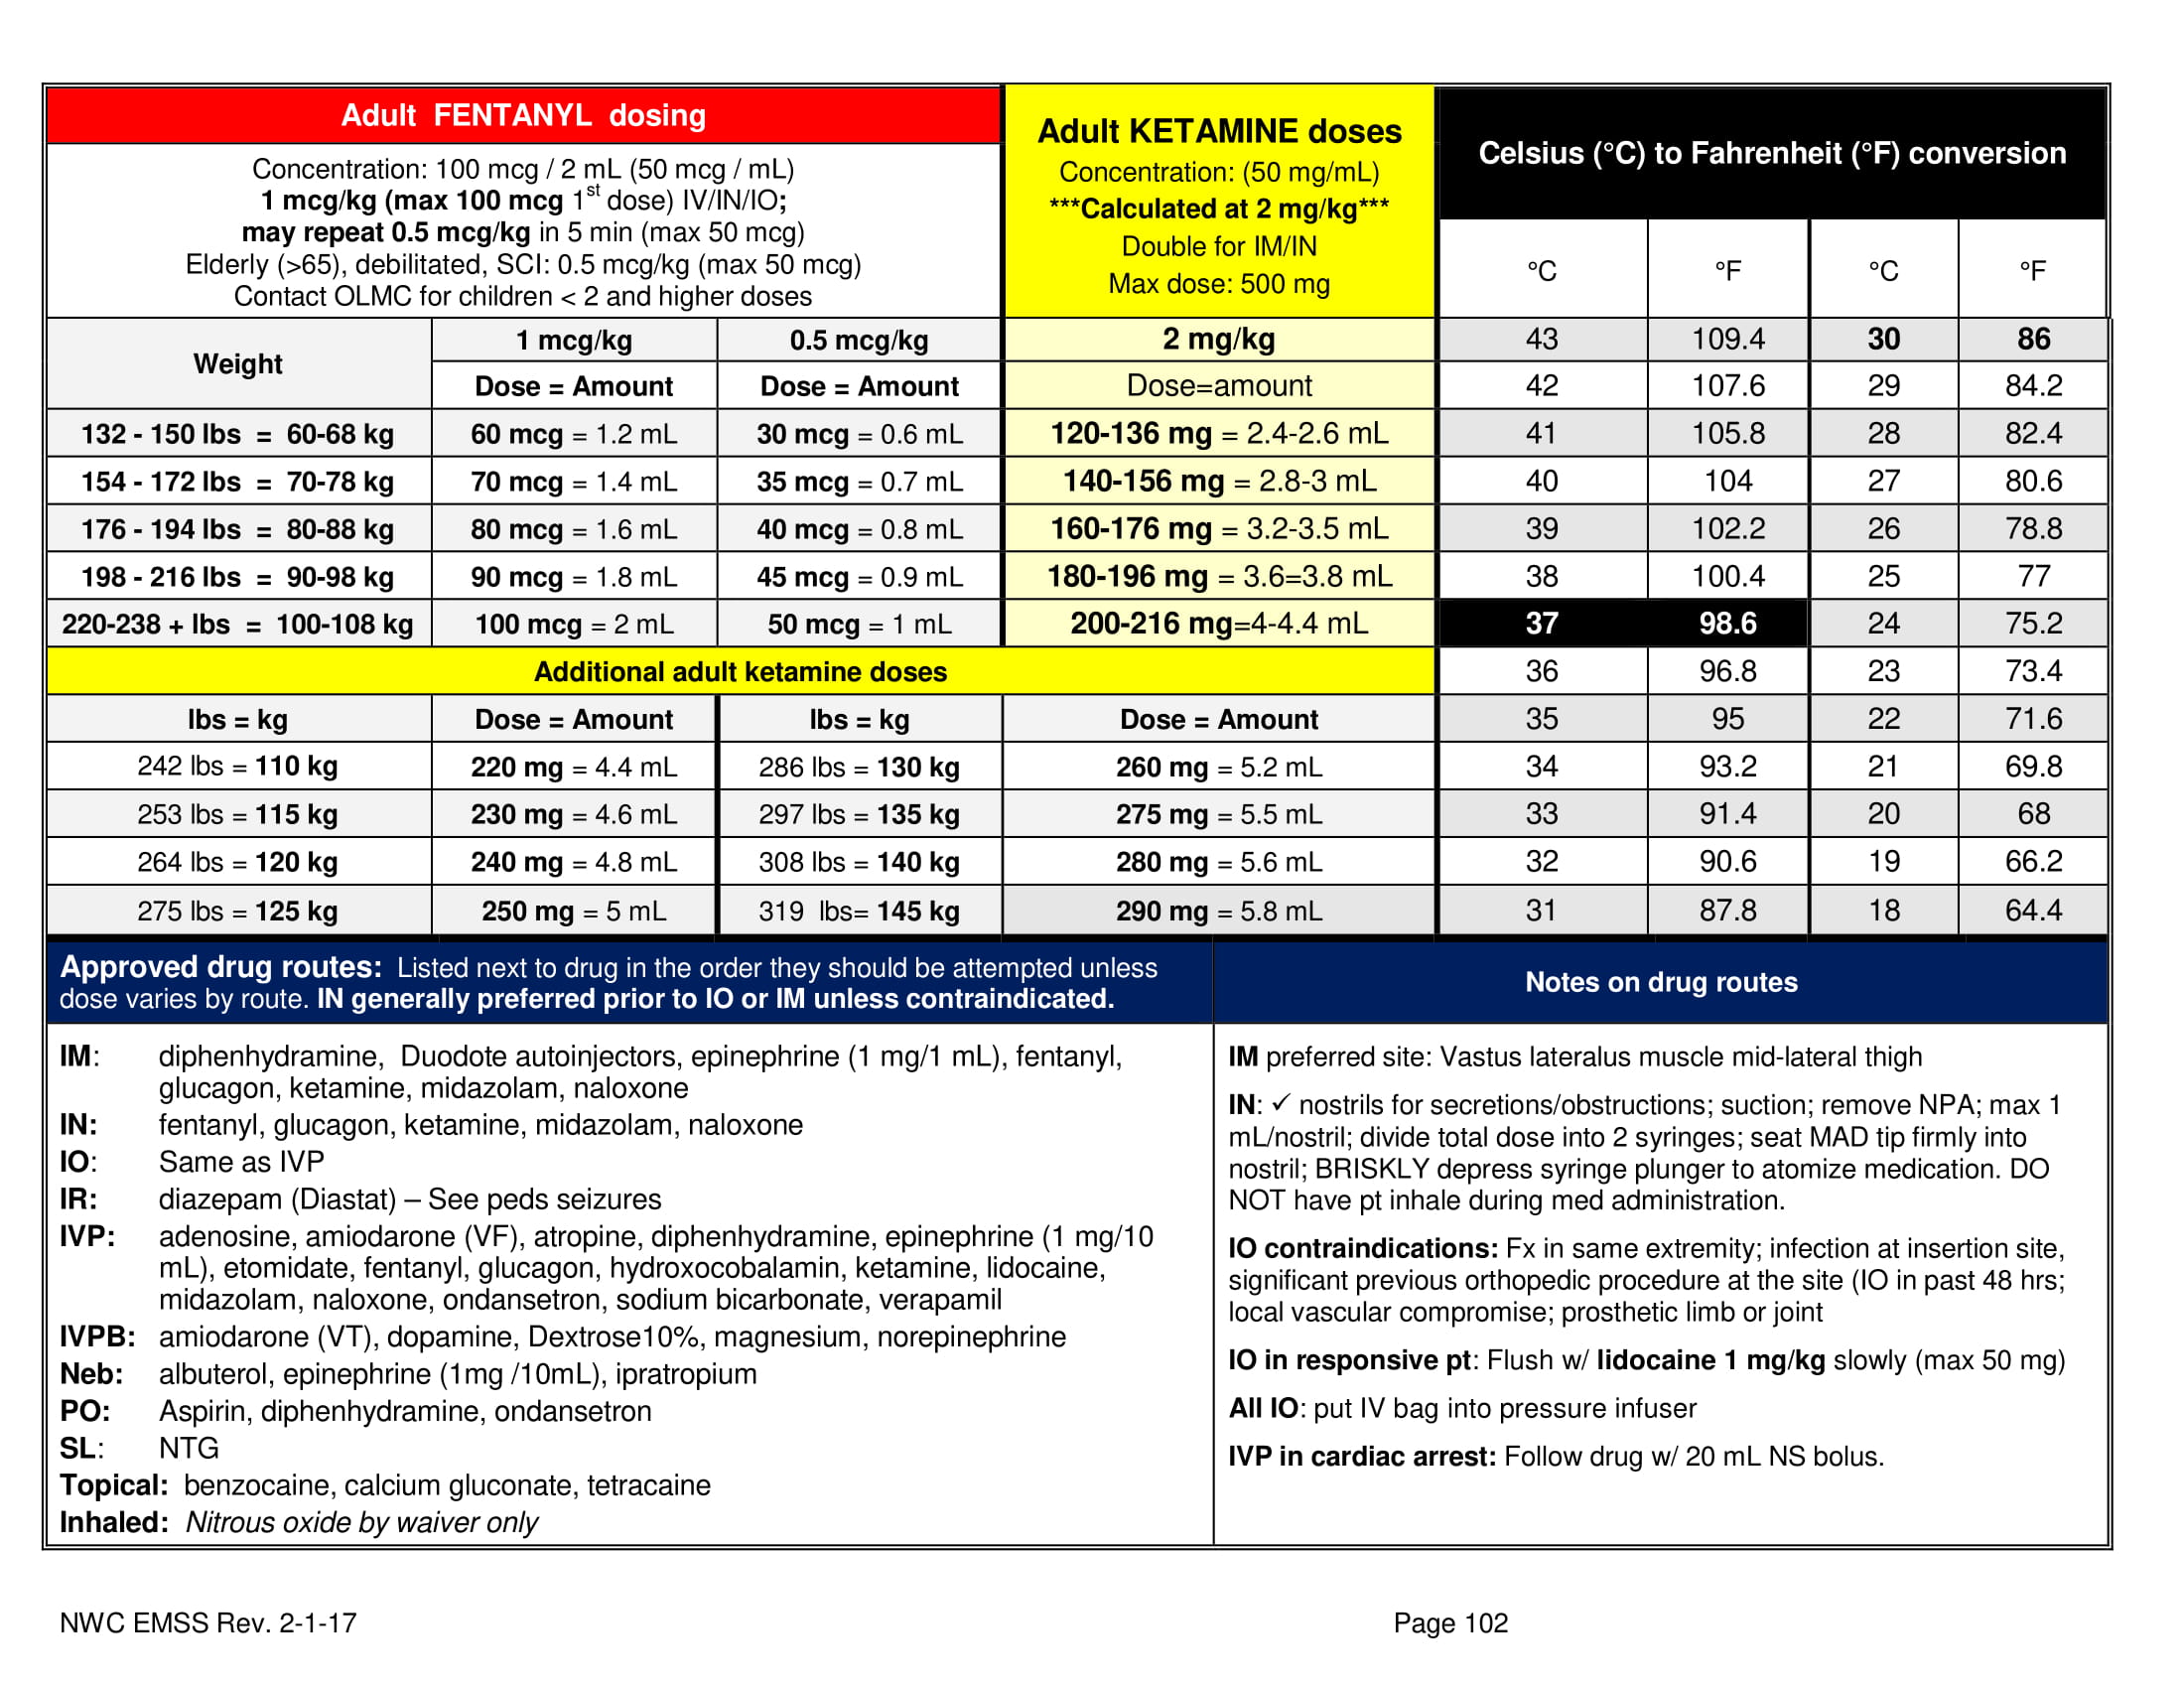 Adult FENTANYL dosing
Concentration: 100 mcg / 2 mL (50 mcg / mL)
1 mcg/kg (max 100 mcg 1st dose) IV/IN/IO;
may repeat 0.5 mcg/kg in 5 min (max 50 mcg)
Elderly (>65), debilitated, SCI: 0.5 mcg/kg (max 50 mcg)
Contact OLMC for children < 2 and higher doses
Adult KETAMINE doses
Concentration: (50 mg/mL)
***Calculated at 2 mg/kg***
Double for IM/IN
Max dose: 500 mg
Celsius (°C) to Fahrenheit (°F) conversion
°C °F °C °F
Weight 1 mcg/kg 0.5 mcg/kg 2 mg/kg 43 109.4 30 86
Dose = Amount Dose = Amount Dose=amount 42 107.6 29 84.2
132 - 150 lbs = 60-68 kg 60 mcg = 1.2 mL 30 mcg = 0.6 mL 120-136 mg = 2.4-2.6 mL 41 105.8 28 82.4
154 - 172 lbs = 70-78 kg 70 mcg = 1.4 mL 35 mcg = 0.7 mL 140-156 mg = 2.8-3 mL 40 104 27 80.6
176 - 194 lbs = 80-88 kg 80 mcg = 1.6 mL 40 mcg = 0.8 mL 160-176 mg = 3.2-3.5 mL 39 102.2 26 78.8
198 - 216 lbs = 90-98 kg 90 mcg = 1.8 mL 45 mcg = 0.9 mL 180-196 mg = 3.6=3.8 mL 38 100.4 25 77
220-238 + lbs = 100-108 kg 100 mcg = 2 mL 50 mcg = 1 mL 200-216 mg=4-4.4 mL 37 98.6 24 75.2
Additional adult ketamine doses 36 96.8 23 73.4
lbs = kg Dose = Amount lbs = kg Dose = Amount 35 95 22 71.6
242 lbs = 110 kg 220 mg = 4.4 mL 286 lbs = 130 kg 260 mg = 5.2 mL 34 93.2 21 69.8
253 lbs = 115 kg 230 mg = 4.6 mL 297 lbs = 135 kg 275 mg = 5.5 mL 33 91.4 20 68
264 lbs = 120 kg 240 mg = 4.8 mL 308 lbs = 140 kg 280 mg = 5.6 mL 32 90.6 19 66.2
275 lbs = 125 kg 250 mg = 5 mL 319 lbs= 145 kg 290 mg = 5.8 mL 31 87.8 18 64.4
Approved drug routes: Listed next to drug in the order they should be attempted unless
dose varies by route. IN generally preferred prior to IO or IM unless contraindicated.
IM: diphenhydramine, Duodote autoinjectors, epinephrine (1 mg/1 mL), fentanyl,
glucagon, ketamine, midazolam, naloxone
IN: fentanyl, glucagon, ketamine, midazolam, naloxone
IO: Same as IVP
IR: diazepam (Diastat) – See peds seizures
IVP: adenosine, amiodarone (VF), atropine, diphenhydramine, epinephrine (1 mg/10
mL), etomidate, fentanyl, glucagon, hydroxocobalamin, ketamine, lidocaine,
midazolam, naloxone, ondansetron, sodium bicarbonate, verapamil
IVPB: amiodarone (VT), dopamine, Dextrose10%, magnesium, norepinephrine
Neb: albuterol, epinephrine (1mg /10mL), ipratropium
PO: Aspirin, diphenhydramine, ondansetron
SL: NTG
Topical: benzocaine, calcium gluconate, tetracaine
Inhaled: Nitrous oxide by waiver only
Notes on drug routes
IM preferred site: Vastus lateralus muscle mid-lateral thigh
IN: ✓ nostrils for secretions/obstructions; suction; remove NPA; max 1
mL/nostril; divide total dose into 2 syringes; seat MAD tip firmly into
nostril; BRISKLY depress syringe plunger to atomize medication. DO
NOT have pt inhale during med administration.
IO contraindications: Fx in same extremity; infection at insertion site,
significant previous orthopedic procedure at the site (IO in past 48 hrs;
local vascular compromise; prosthetic limb or joint
IO in responsive pt: Flush w/ lidocaine 1 mg/kg slowly (max 50 mg)
All IO: put IV bag into pressure infuser
IVP in cardiac arrest: Follow drug w/ 20 mL NS bolus.
NWC EMSS Rev. 2-1-17 Page 102